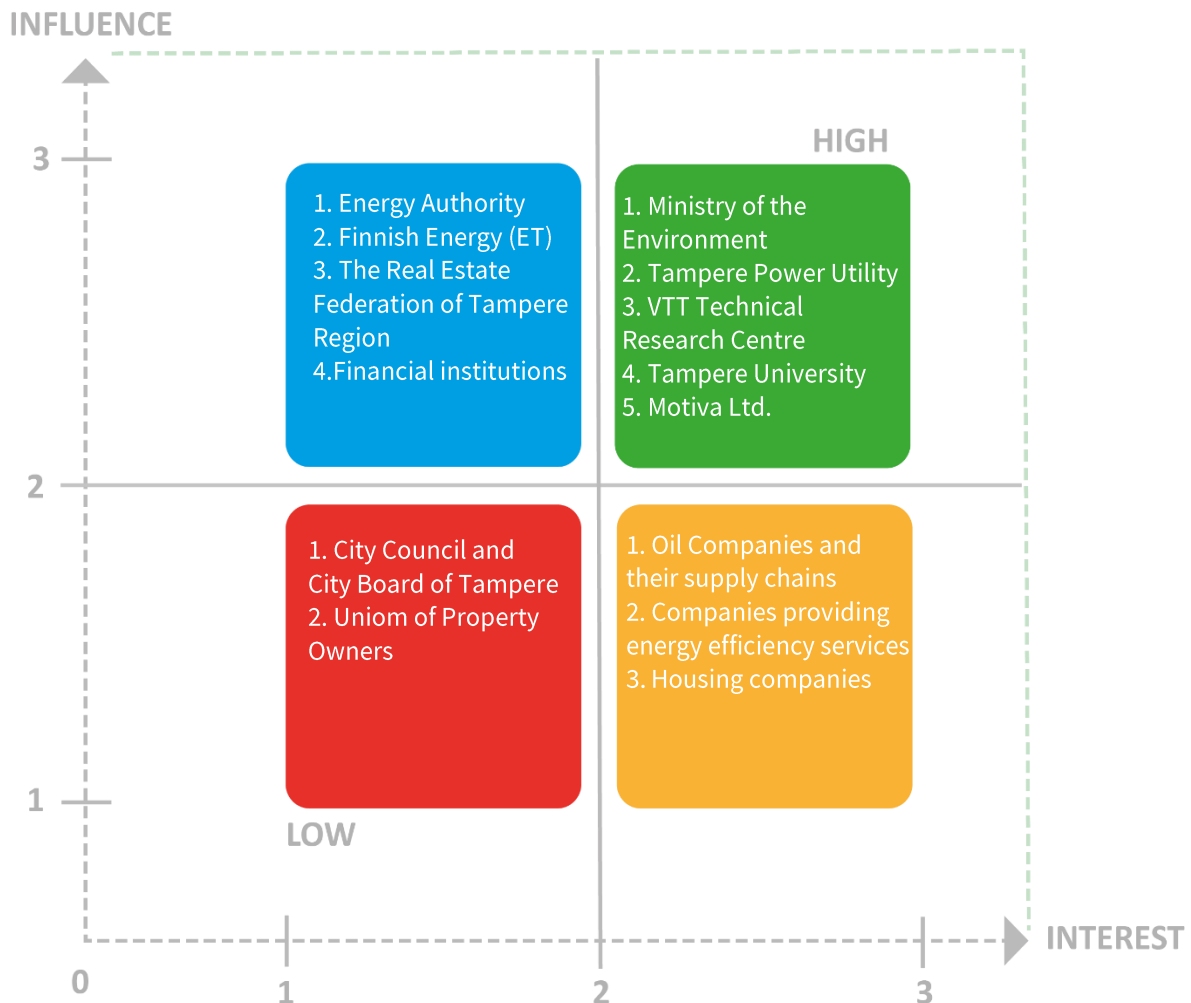 INFLUENCE
3
HIGH
1. Energy Authority
2. Finnish Energy (ET)
3. The Real Estate
Federation of Tampere
Region
4.Financial institutions
1. Ministry of the
Environment
2. Tampere Power Utility
3. VTT Technical
Research Centre
4. Tampere University
5. Motiva Ltd.
2
1. City Council and
City Board of Tampere
2. Uniom of Property
Owners
1. Oil Companies and
their supply chains
2. Companies providing
energy efficiency services
3. Housing companies
1
LOW
INTEREST
0
1
2
3